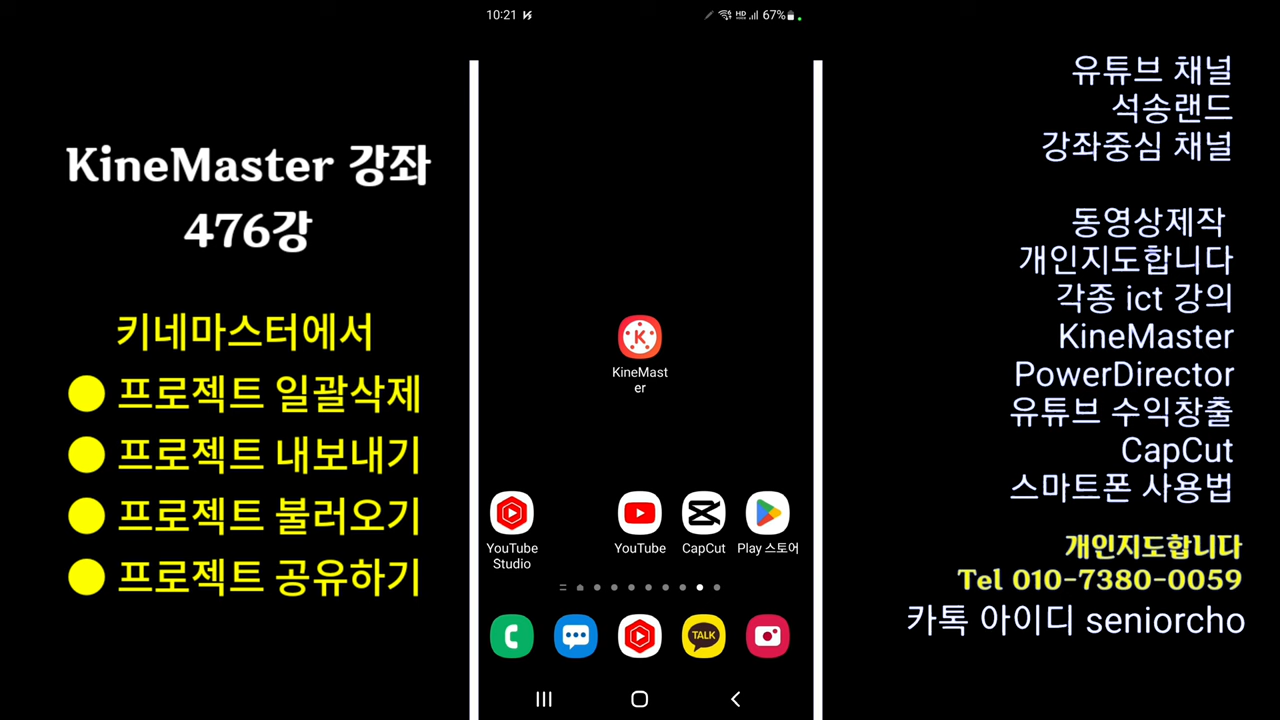 KineMaster 강좌
476강
키네마스터에서
● 프로젝트 일괄삭제
● 프로젝트 내보내기
● 프로젝트 불러오기
● 프로젝트 공유하기
10:21
HD
67%
KineMast
er
YouTube
Studio
YouTube
CapCut
Play 스토어
TALK
유튜브 채널
석송랜드
강좌중심 채널
동영상제작
개인지도합니다
각종 ict 강의
KineMaster
PowerDirector
유튜브 수익창출
CapCut
스마트폰 사용법
개인지도합니다
Tel 010-7380-0059
카톡 아이디 seniorcho